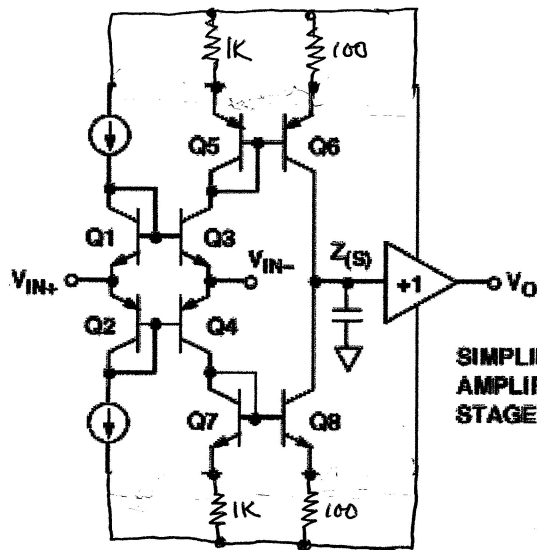 1K
100
Q5
Q6
Q1
Q3
VIN+
VIN-
Z(S)
+1
VO
Q2
Q4
SIMPLI
AMPLIF
STAGE
Q7
Q8
1K
100